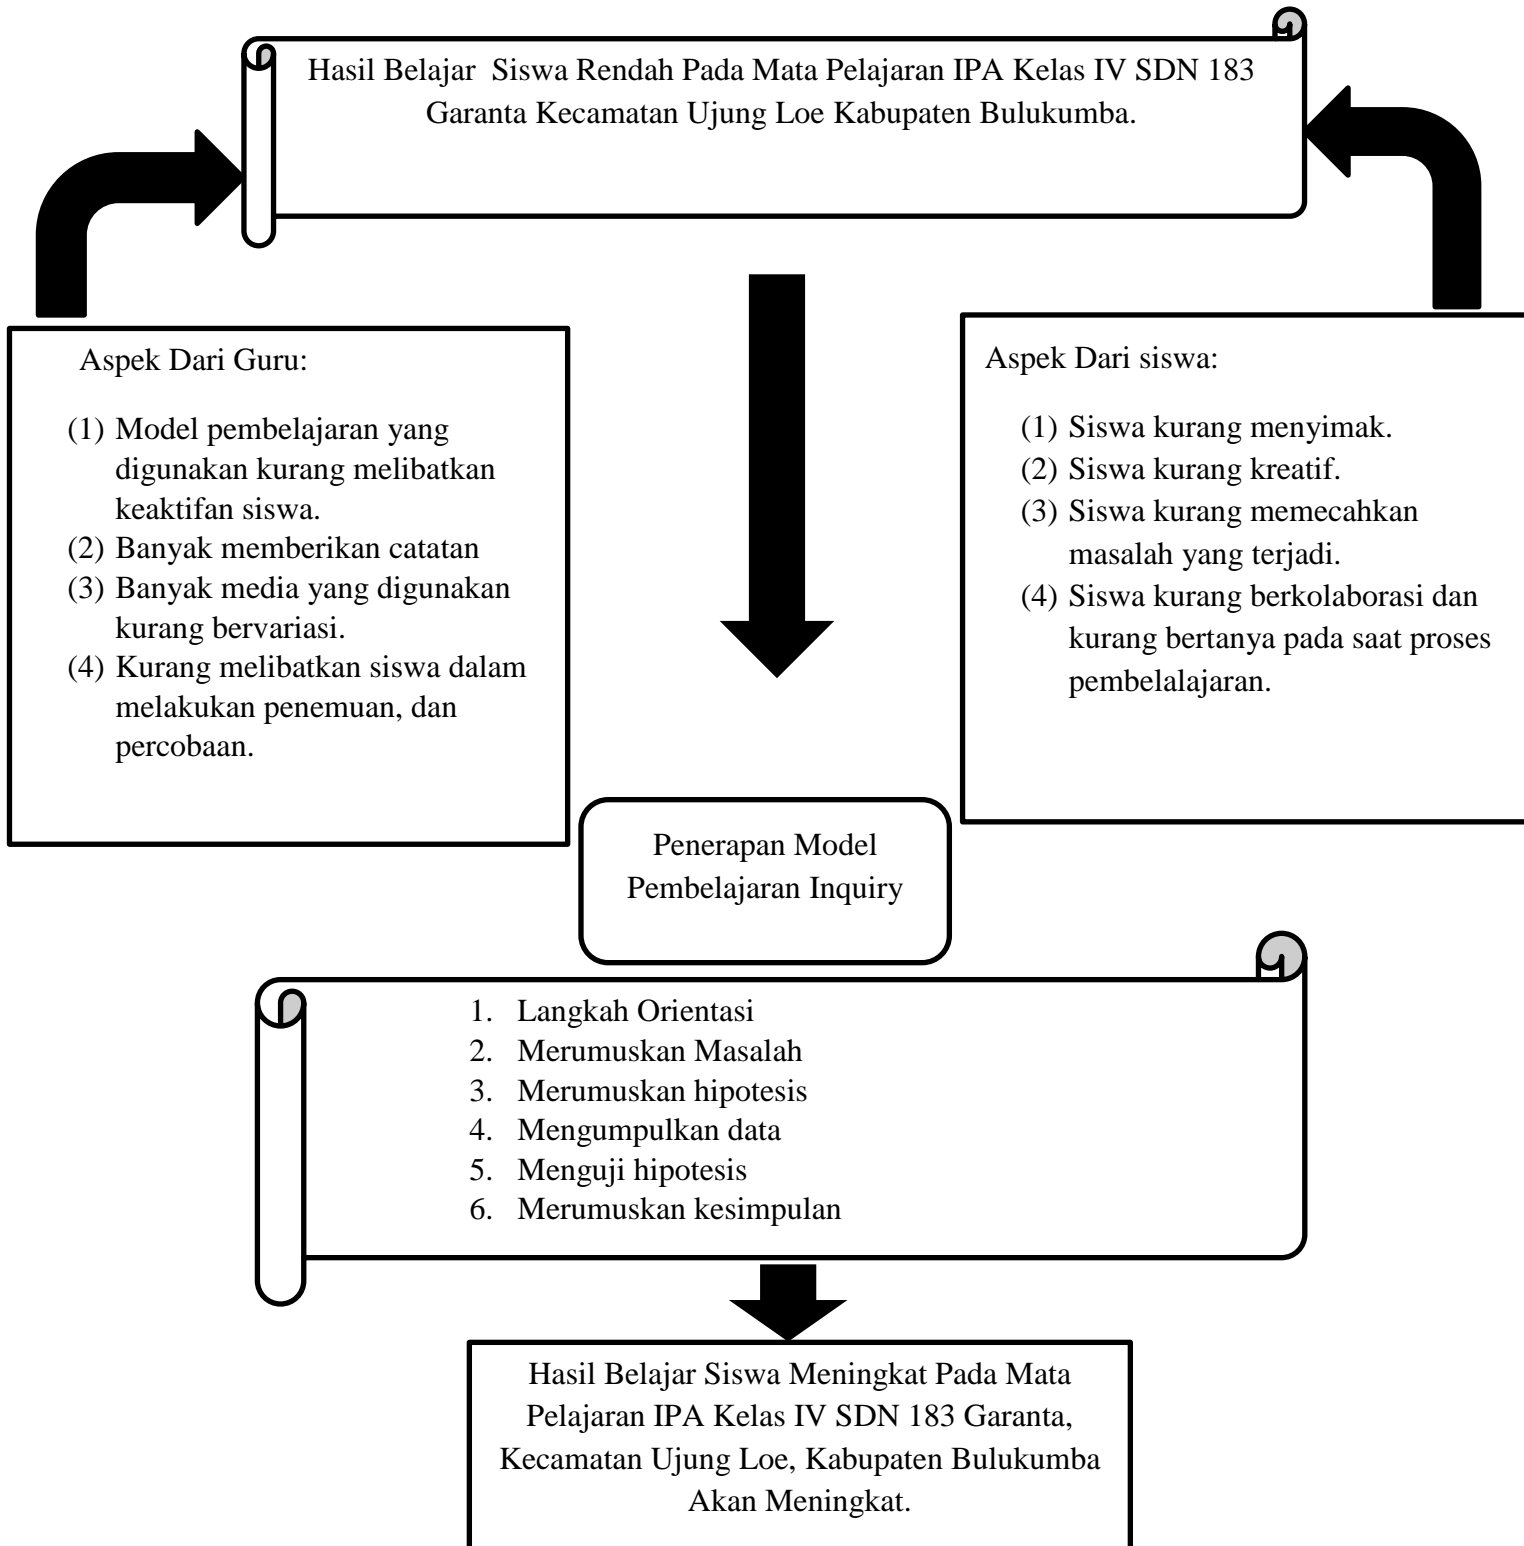 Hasil Belajar  Siswa Rendah Pada Mata Pelajaran IPA Kelas IV SDN 183
Garanta Kecamatan Ujung Loe Kabupaten Bulukumba.
Aspek Dari Guru:
(1) Model pembelajaran yang
digunakan kurang melibatkan
keaktifan siswa.
(2) Banyak memberikan catatan
(3) Banyak media yang digunakan
kurang bervariasi.
(4) Kurang melibatkan siswa dalam
melakukan penemuan, dan
percobaan.
Aspek Dari siswa:
(1) Siswa kurang menyimak.
(2) Siswa kurang kreatif.
(3) Siswa kurang memecahkan
masalah yang terjadi.
(4) Siswa kurang berkolaborasi dan
kurang bertanya pada saat proses
pembelalajaran.
Penerapan Model
Pembelajaran Inquiry
1. Langkah Orientasi
2. Merumuskan Masalah
3. Merumuskan hipotesis
4. Mengumpulkan data
5. Menguji hipotesis
6. Merumuskan kesimpulan
Hasil Belajar Siswa Meningkat Pada Mata
Pelajaran IPA Kelas IV SDN 183 Garanta,
Kecamatan Ujung Loe, Kabupaten Bulukumba
Akan Meningkat.